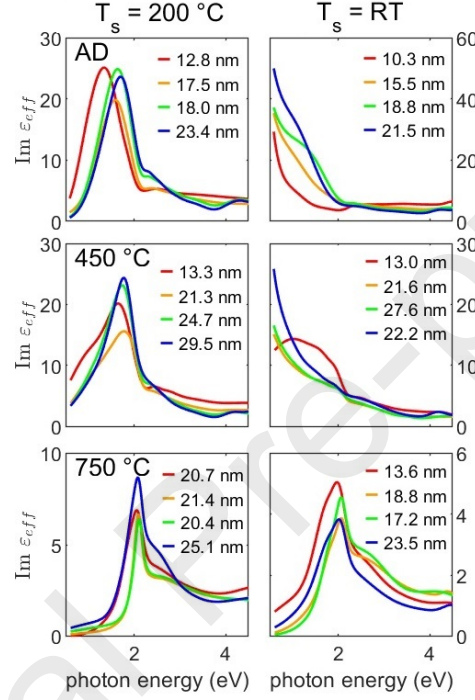 T_s = 200 °C T_s = RT
AD
12.8 nm
17.5 nm
18.0 nm
23.4 nm
Im ε_eff
30
20
10
0
10.3 nm
15.5 nm
18.8 nm
21.5 nm
60
40
20
0
450 °C
13.3 nm
21.3 nm
24.7 nm
29.5 nm
Im ε_eff
30
20
10
0
13.0 nm
21.6 nm
27.6 nm
22.2 nm
30
20
10
0
750 °C
20.7 nm
21.4 nm
20.4 nm
25.1 nm
Im ε_eff
10
5
0
2 4
photon energy (eV)
13.6 nm
18.8 nm
17.2 nm
23.5 nm
6
4
2
0
2 4
photon energy (eV)